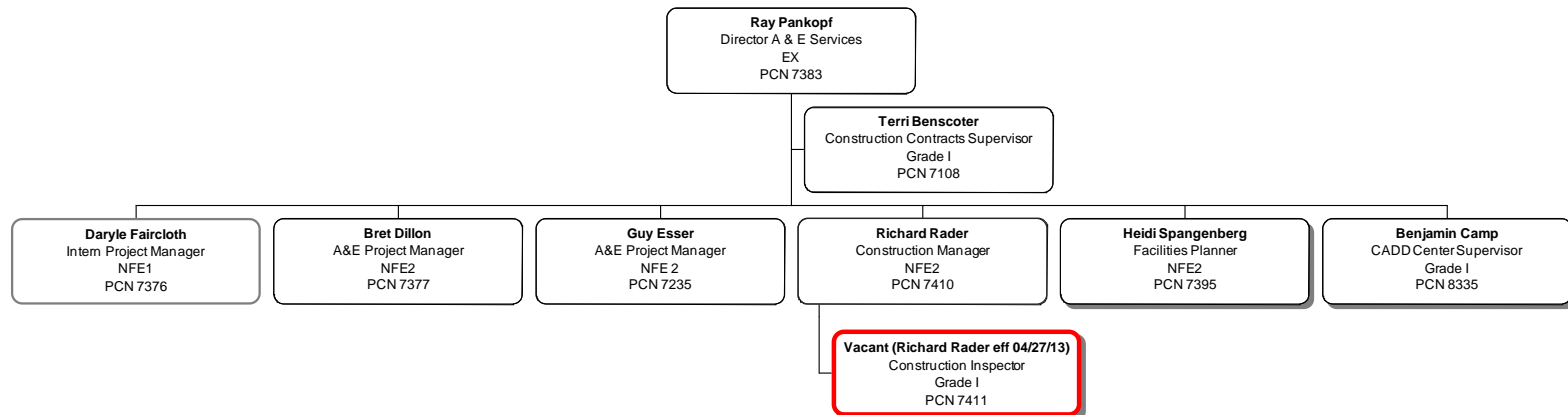 Ray Pankopf
Director A & E Services
EX
PCN 7383
Terri Benscoter
Construction Contracts Supervisor
Grade I
PCN 7108
Daryle Faircloth
Intern Project Manager
NFE1
PCN 7376
Bret Dillon
A&E Project Manager
NFE2
PCN 7377
Guy Esser
A&E Project Manager
NFE 2
PCN 7235
Richard Rader
Construction Manager
NFE2
PCN 7410
Heidi Spangenberg
Facilities Planner
NFE2
PCN 7395
Benjamin Camp
CADD Center Supervisor
Grade I
PCN 8335
Vacant (Richard Rader eff 04/27/13)
Construction Inspector
Grade I
PCN 7411